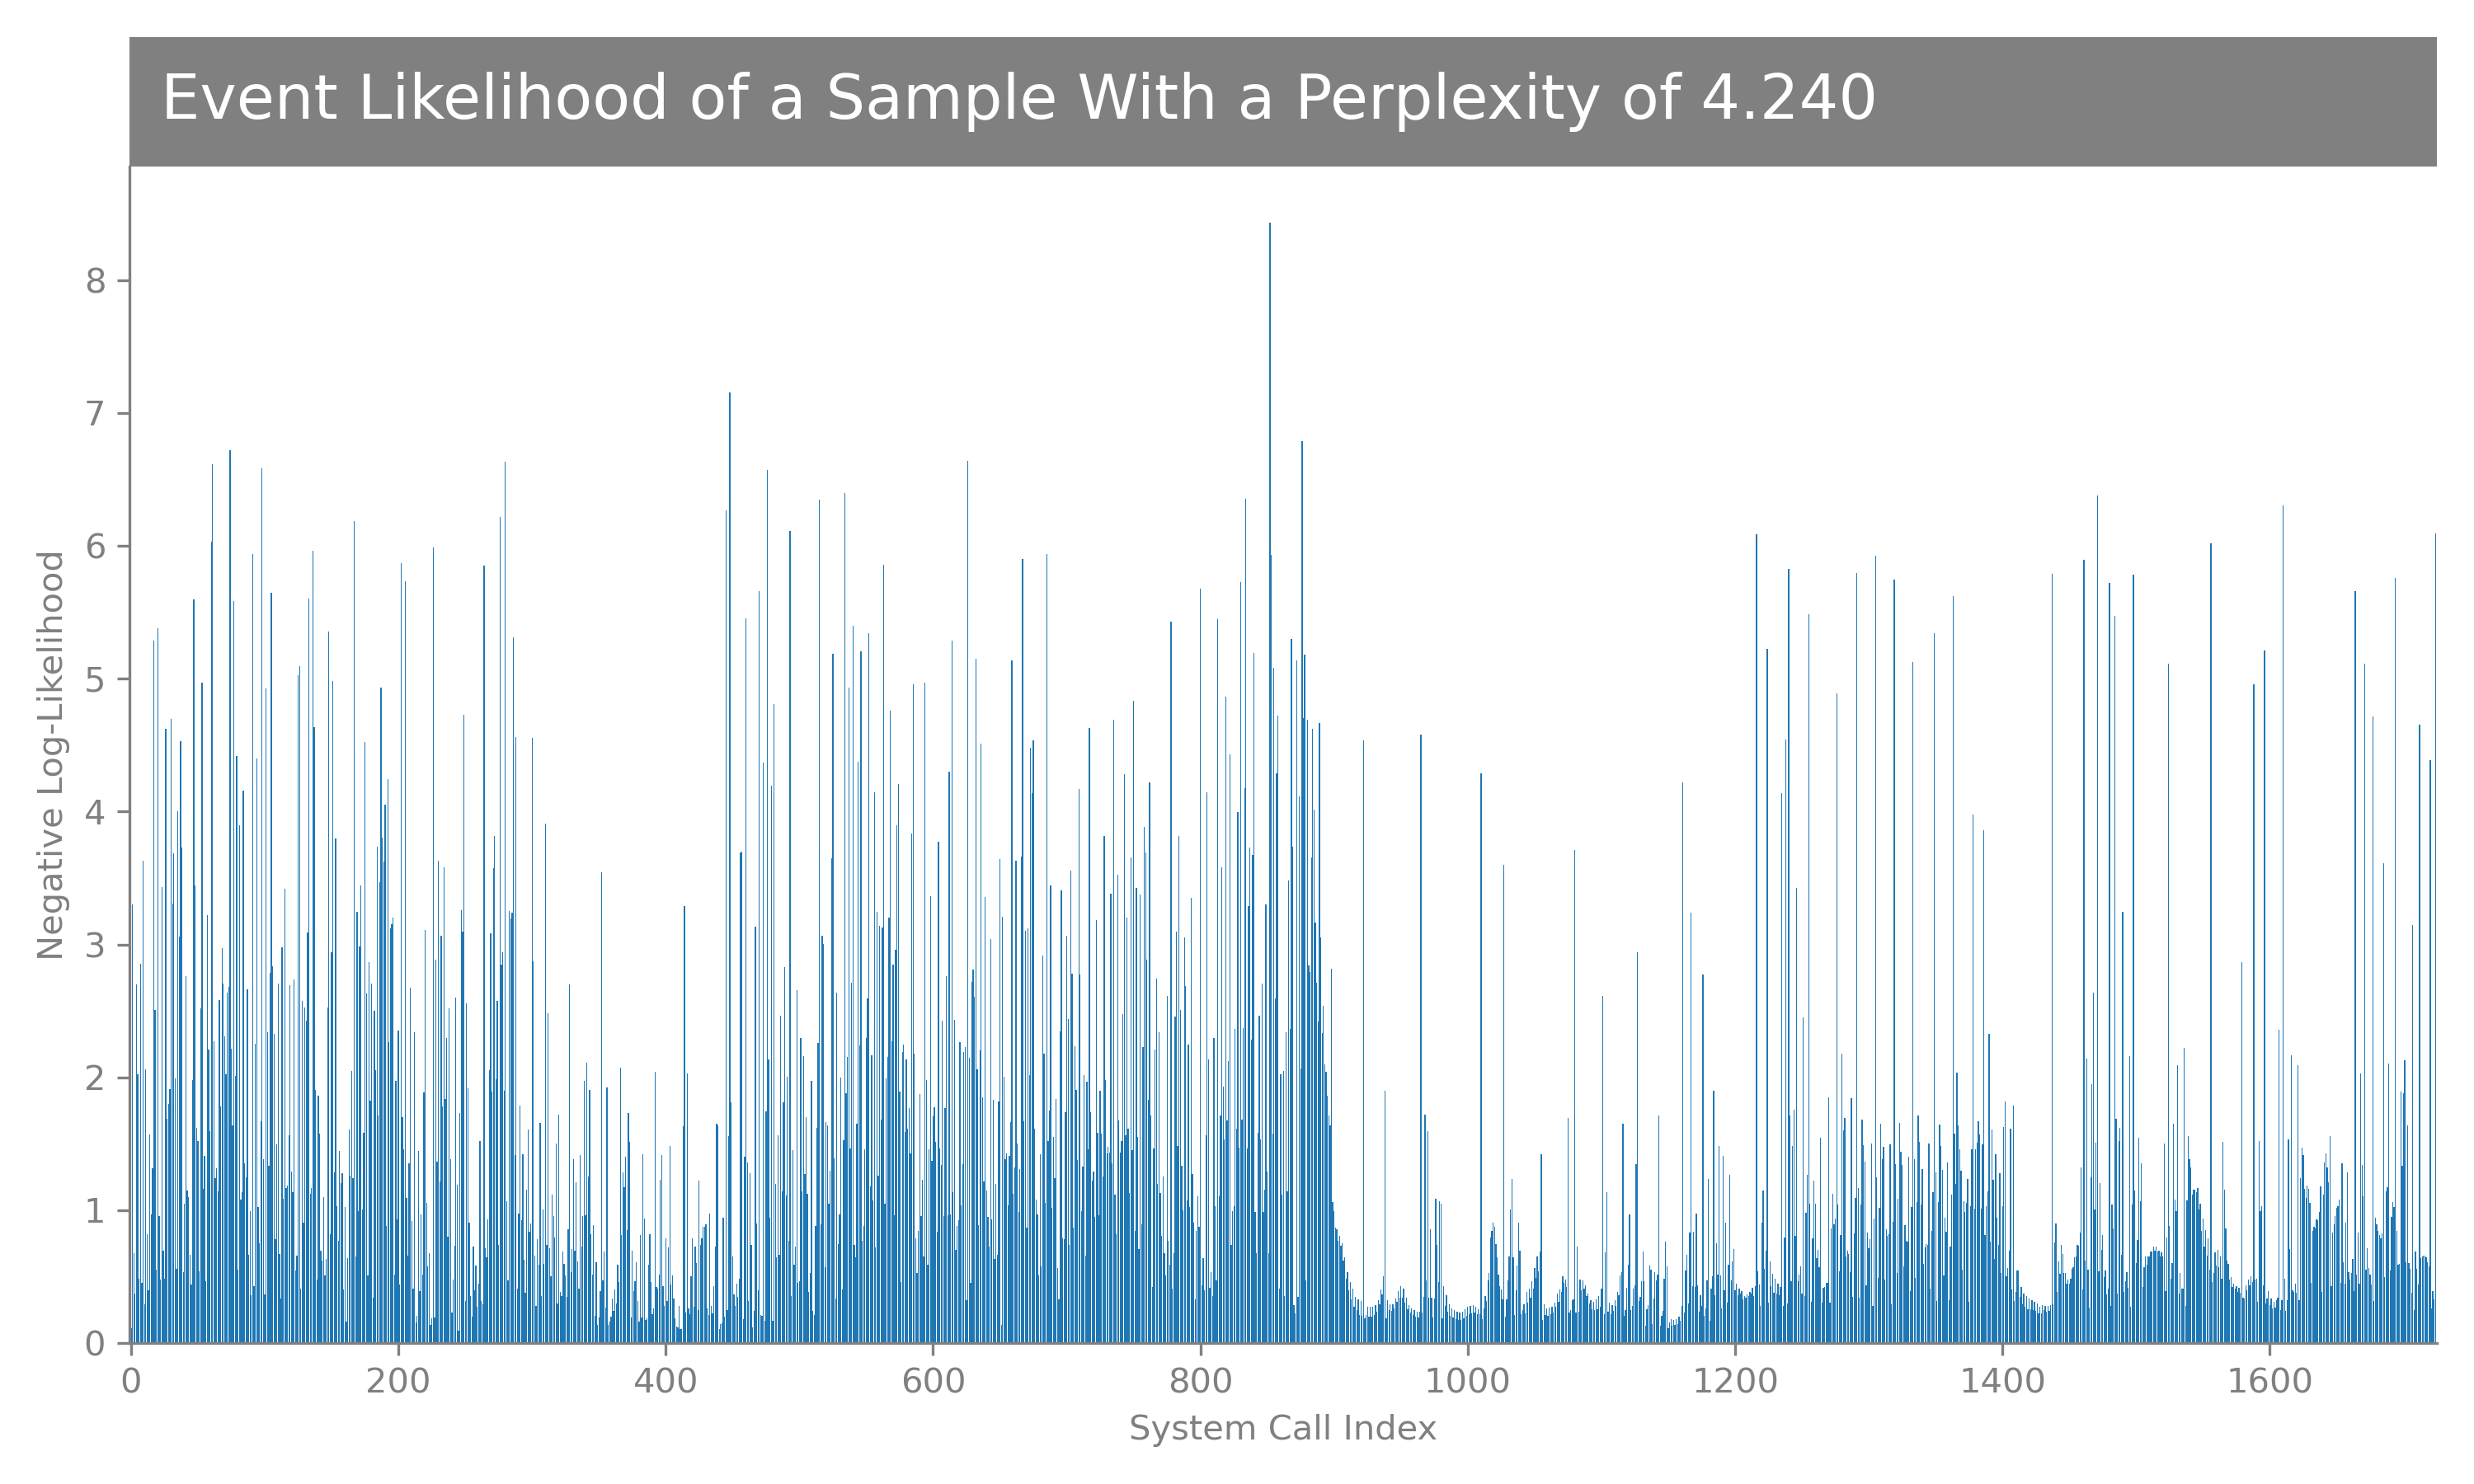 Event Likelihood of a Sample With a Perplexity of 4.240
8
7
6
5
4
3
2
1
0
Negative Log-Likelihood
0 200 400 600 800 1000 1200 1400 1600
System Call Index